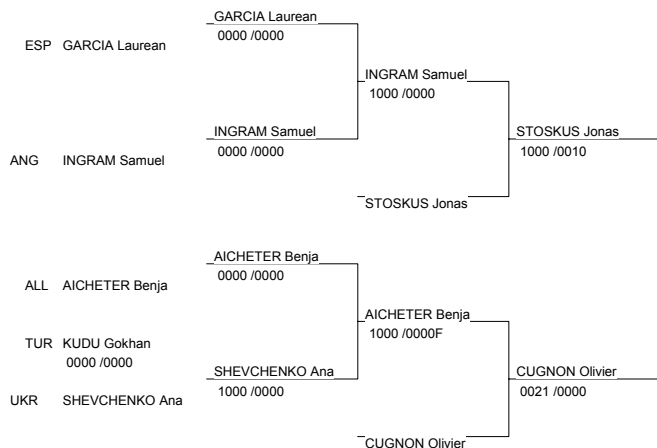 GARCIA Laurean
0000 /0000
ESP GARCIA Laurean
INGRAM Samuel
1000 /0000
INGRAM Samuel
0000 /0000
STOSKUS Jonas
1000 /0010
ANG INGRAM Samuel
STOSKUS Jonas
AICHETER Benja
0000 /0000
ALL AICHETER Benja
AICHETER Benja
1000 /0000F
TUR KUDU Gokhan
0000 /0000
SHEVCHENKO Ana
1000 /0000
CUGNON Olivier
0021 /0000
UKR SHEVCHENKO Ana
CUGNON Olivier